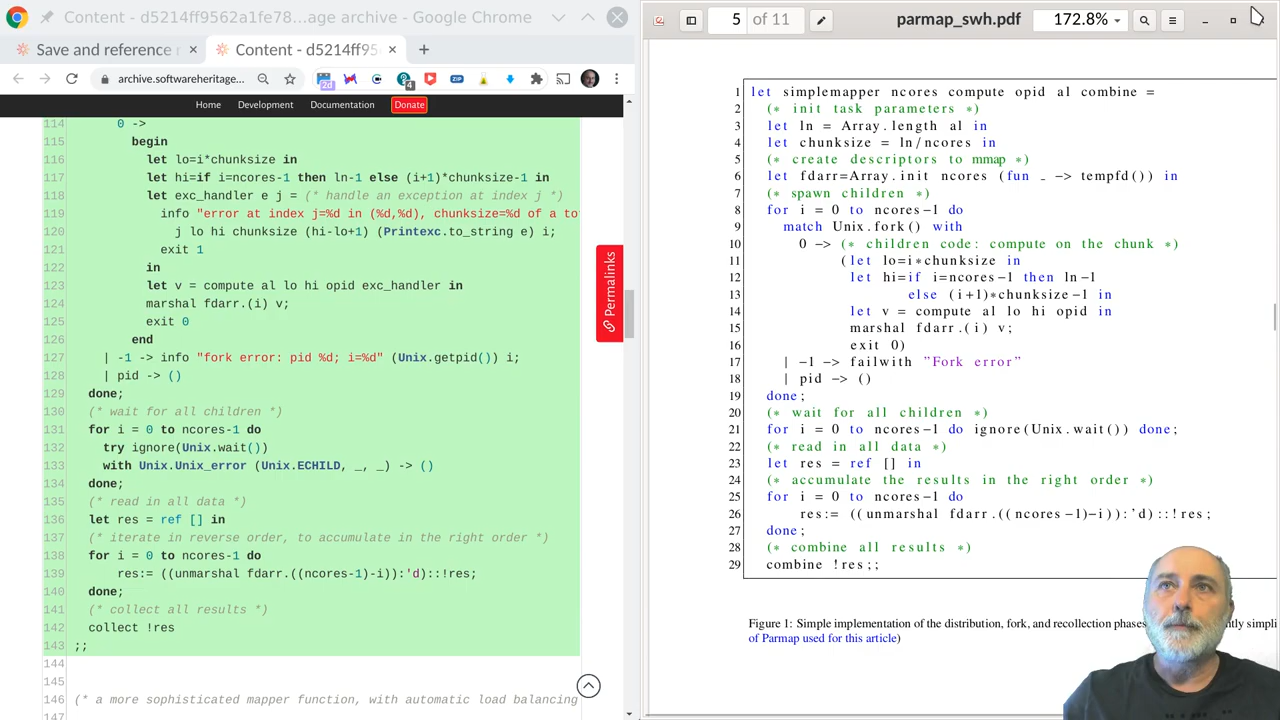 Content - d5214ff9562a1fe78...age archive - Google Chrome
Save and reference r
Content - d5214ff95
archive.softwareheritage...
2d
4
ZIP
Home Development Documentation Donate
114 0 ->
115 begin
116 let lo=i*chunksize in
117 let hi=if i=ncores-1 then ln-1 else (i+1)*chunksize-1 in
118 let exc_handler e j = (* handle an exception at index j *)
119 info "error at index j=%d in (%d,%d), chunksize=%d of a to
120 j lo hi chunksize (hi-lo+1) (Printexc.to_string e) i;
121 exit 1
122 in
123 let v = compute al lo hi opid exc_handler in
124 marshal fdarr.(i) v;
125 exit 0
126 end
127 | -1 -> info "fork error: pid %d; i=%d" (Unix.getpid()) i;
128 | pid -> ()
129 done;
130 (* wait for all children *)
131 for i = 0 to ncores-1 do
132 try ignore(Unix.wait())
133 with Unix.Unix_error (Unix.ECHILD, _, _) -> ()
134 done;
135 (* read in all data *)
136 let res = ref [] in
137 (* iterate in reverse order, to accumulate in the right order *)
138 for i = 0 to ncores-1 do
139 res:= ((unmarshal fdarr.((ncores-1)-i)):'d)::!res;
140 done;
141 (* collect all results *)
142 collect !res
143 ;;
144
145
146 (* a more sophisticated mapper function, with automatic load balancing
147
Permalinks
5 of 11 parmap_swh.pdf 172.8%
1 let simplemapper ncores compute opid al combine =
2 (* init task parameters *)
3 let ln = Array.length al in
4 let chunksize = ln/ncores in
5 (* create descriptors to mmap *)
6 let fdarr=Array.init ncores (fun _ -> tempfd()) in
7 (* spawn children *)
8 for i = 0 to ncores-1 do
9 match Unix.fork() with
10 0 -> (* children code: compute on the chunk *)
11 (let lo=i*chunksize in
12 let hi=if i=ncores-1 then ln-1
13 else (i+1)*chunksize-1 in
14 let v = compute al lo hi opid in
15 marshal fdarr.(i) v;
16 exit 0)
17 | -1 -> failwith "Fork error"
18 | pid -> ()
19 done;
20 (* wait for all children *)
21 for i = 0 to ncores-1 do ignore(Unix.wait()) done;
22 (* read in all data *)
23 let res = ref [] in
24 (* accumulate the results in the right order *)
25 for i = 0 to ncores-1 do
26 res:= ((unmarshal fdarr.((ncores-1)-i)):'d)::!res;
27 done;
28 (* combine all results *)
29 combine !res;;
Figure 1: Simple implementation of the distribution, fork, and recollection phases ntly simpli
of Parmap used for this article)